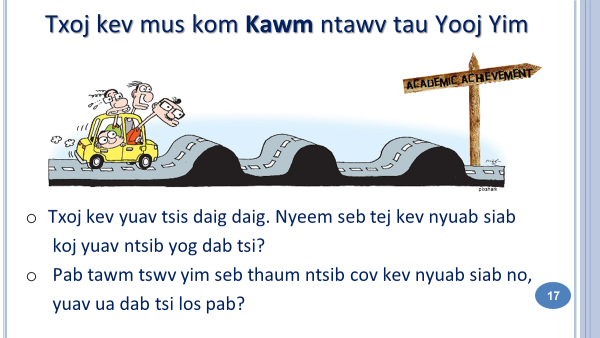 Txoj kev mus kom Kawm ntawv tau Yooj Yim
ACADEMIC ACHIEVEMENT
pixshark
o Txoj kev yuav tsis daig daig. Nyeem seb tej kev nyuab siab
koj yuav ntsib yog dab tsi?
o Pab tawm tswv yim seb thaum ntsib cov kev nyuab siab no,
yuav ua dab tsi los pab?
17